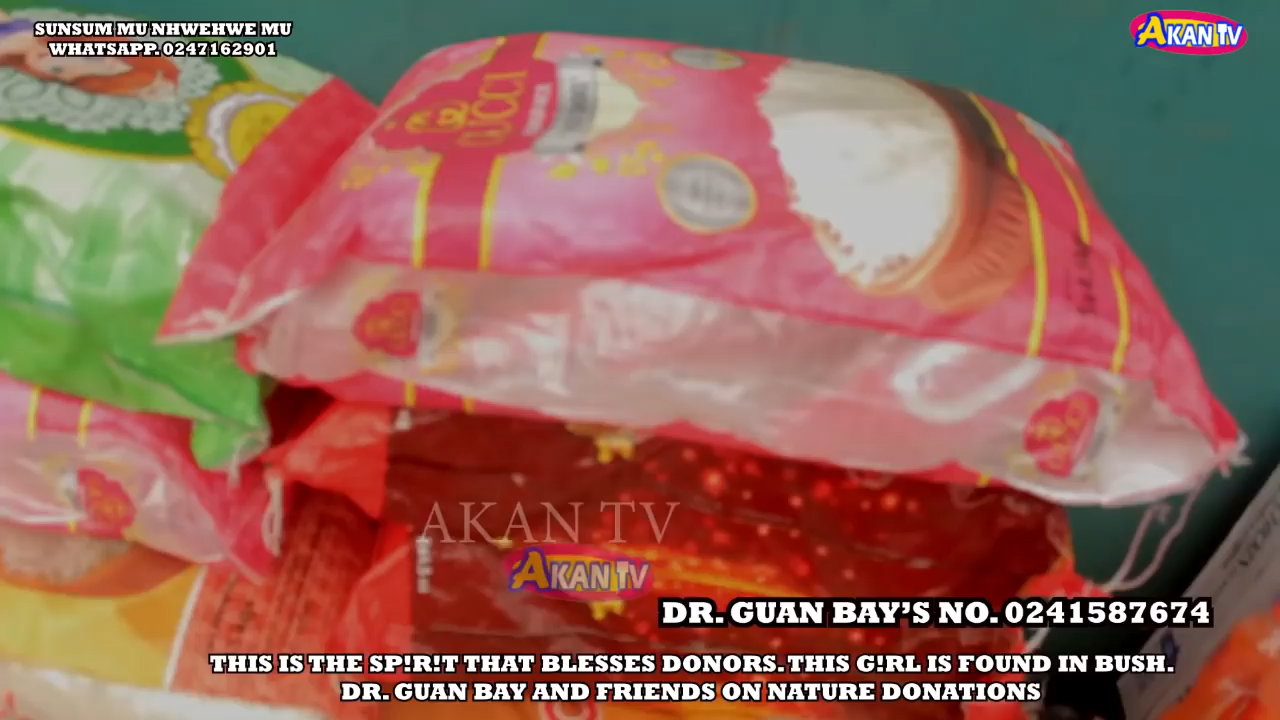 SUNSUM MU NHWEHWE MU
WHATSAPP. 0247162901
AKAN TV
AKAN TV
AKAN TV
DR. GUAN BAY'S NO. 0241587674
THIS IS THE SP!R!T THAT BLESSES DONORS. THIS G!RL IS FOUND IN BUSH.
DR. GUAN BAY AND FRIENDS ON NATURE DONATIONS